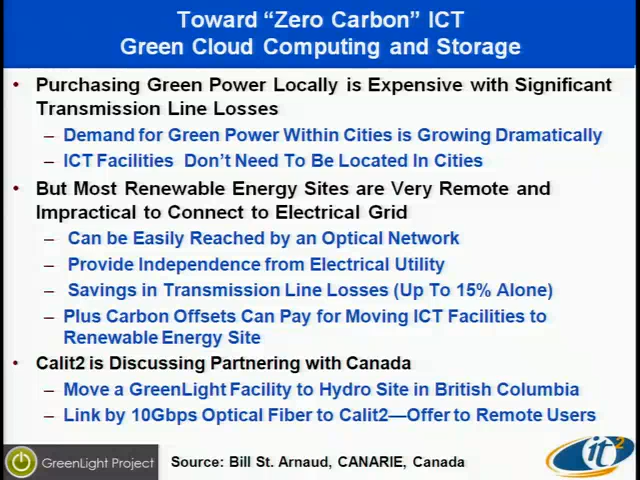 Toward “Zero Carbon” ICT
Green Cloud Computing and Storage
• Purchasing Green Power Locally is Expensive with Significant
Transmission Line Losses
– Demand for Green Power Within Cities is Growing Dramatically
– ICT Facilities Don’t Need To Be Located In Cities
• But Most Renewable Energy Sites are Very Remote and
Impractical to Connect to Electrical Grid
– Can be Easily Reached by an Optical Network
– Provide Independence from Electrical Utility
– Savings in Transmission Line Losses (Up To 15% Alone)
– Plus Carbon Offsets Can Pay for Moving ICT Facilities to
Renewable Energy Site
• Calit2 is Discussing Partnering with Canada
– Move a GreenLight Facility to Hydro Site in British Columbia
– Link by 10Gbps Optical Fiber to Calit2—Offer to Remote Users
GreenLight Project
Source: Bill St. Arnaud, CANARIE, Canada
it2